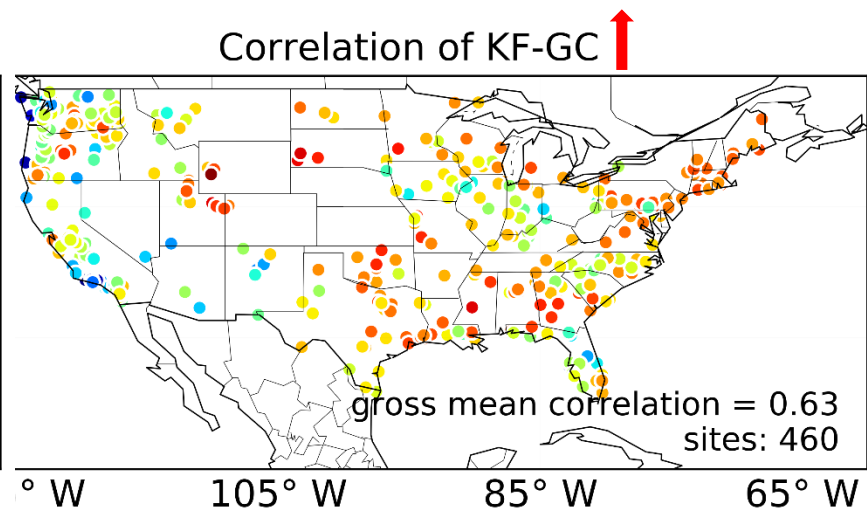 Correlation of KF-GC
gross mean correlation = 0.63
sites: 460
° W 105° W 85° W 65° W